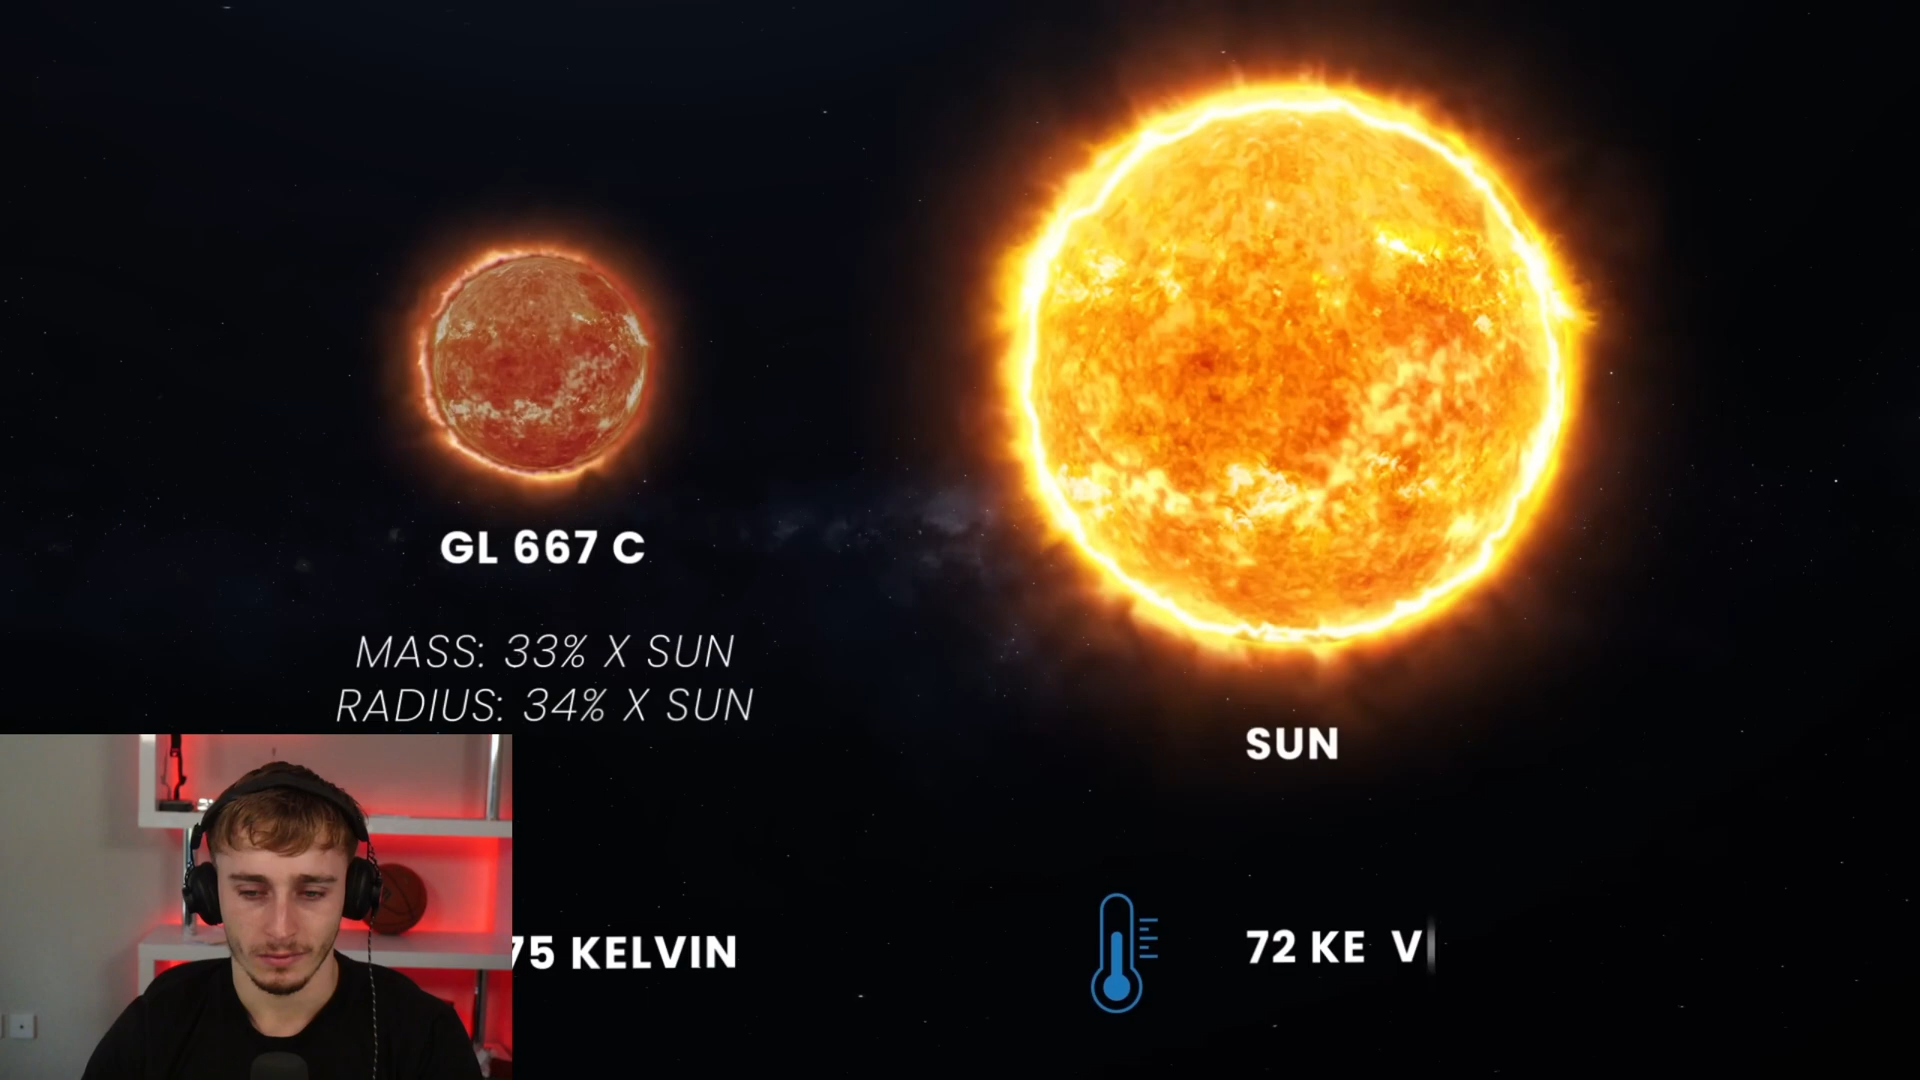 GL 667 C
MASS: 33% X SUN
RADIUS: 34% X SUN
SUN
75 KELVIN
72 KE V